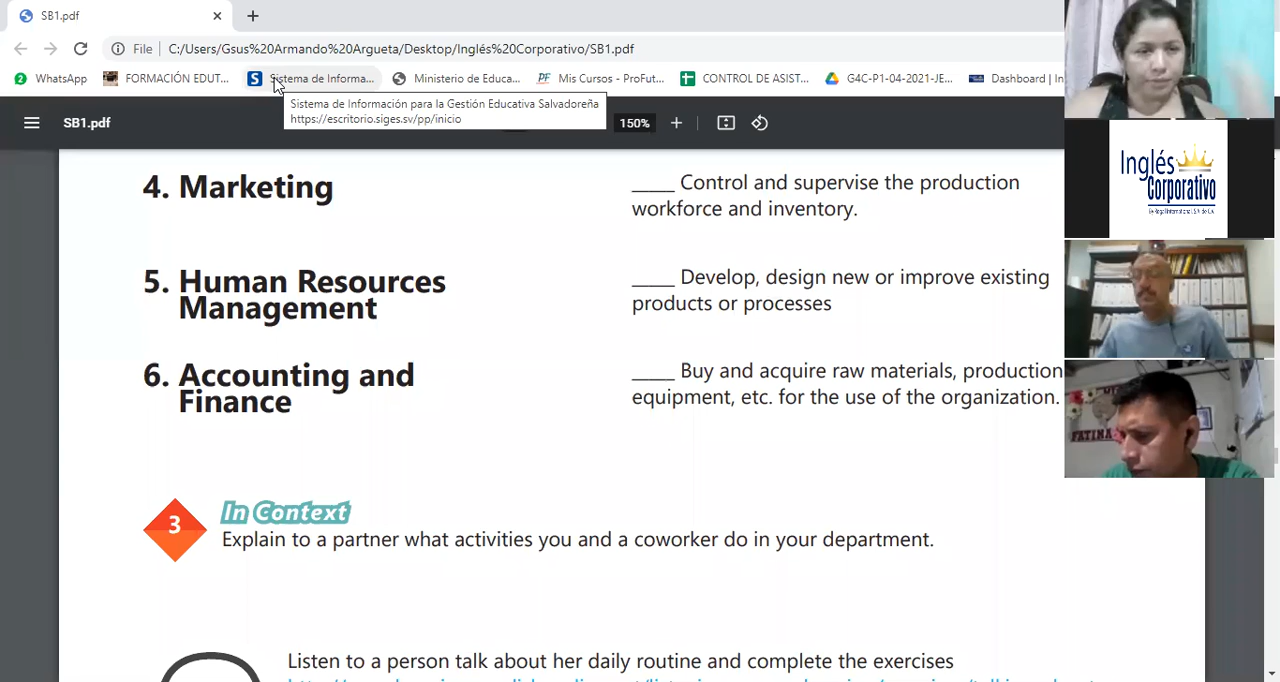 SB1.pdf
File
C:/Users/Gsus%20Armando%20Argueta/Desktop/Inglés%20Corporativo/SB1.pdf
WhatsApp
FORMACIÓN EDUT...
Sistema de Informa...
Ministerio de Educa...
Mis Cursos - ProFut...
CONTROL DE ASIST...
G4C-P1-04-2021-JE...
Dashboard | In
Sistema de Información para la Gestión Educativa Salvadoreña
https://escritorio.siges.sv/pp/inicio
SB1.pdf
150%
4. Marketing
_____ Control and supervise the production
workforce and inventory.
5. Human Resources
Management
_____ Develop, design new or improve existing
products or processes
6. Accounting and
Finance
_____ Buy and acquire raw materials, production
equipment, etc. for the use of the organization.
3
In Context
Explain to a partner what activities you and a coworker do in your department.
Listen to a person talk about her daily routine and complete the exercises
Inglés
Corporativo
FATIMA